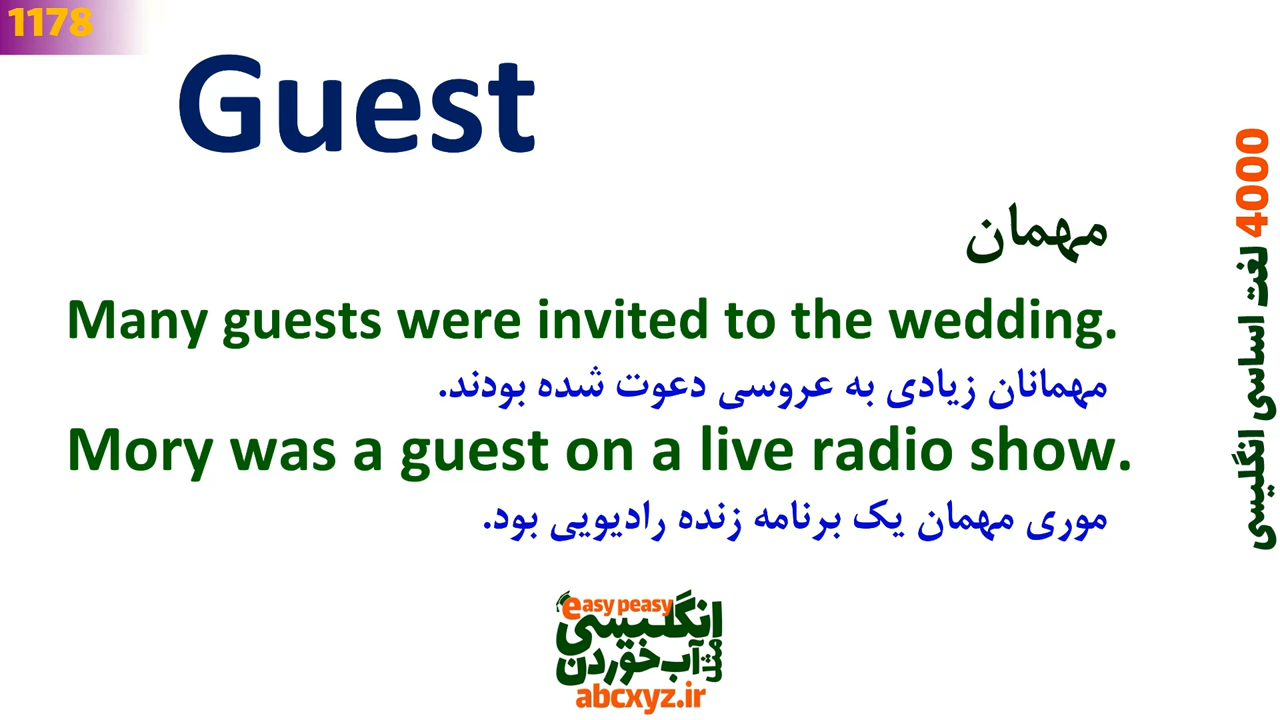 1178
Guest
مهمان
Many guests were invited to the wedding.
مهمانان زیادی به عروسی دعوت شده بودند.
Mory was a guest on a live radio show.
موری مهمان یک برنامه زنده رادیویی بود.
4000 لغت اساسی انگلیسی
easy peasy
انگلیسی
مثل آب خوردن
abcxyz.ir